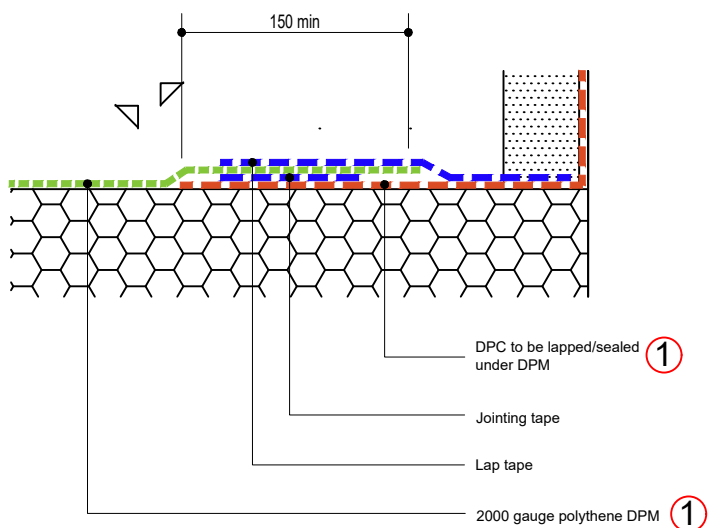 150 min
DPC to be lapped/sealed 1
under DPM
Jointing tape
Lap tape
2000 gauge polythene DPM 1